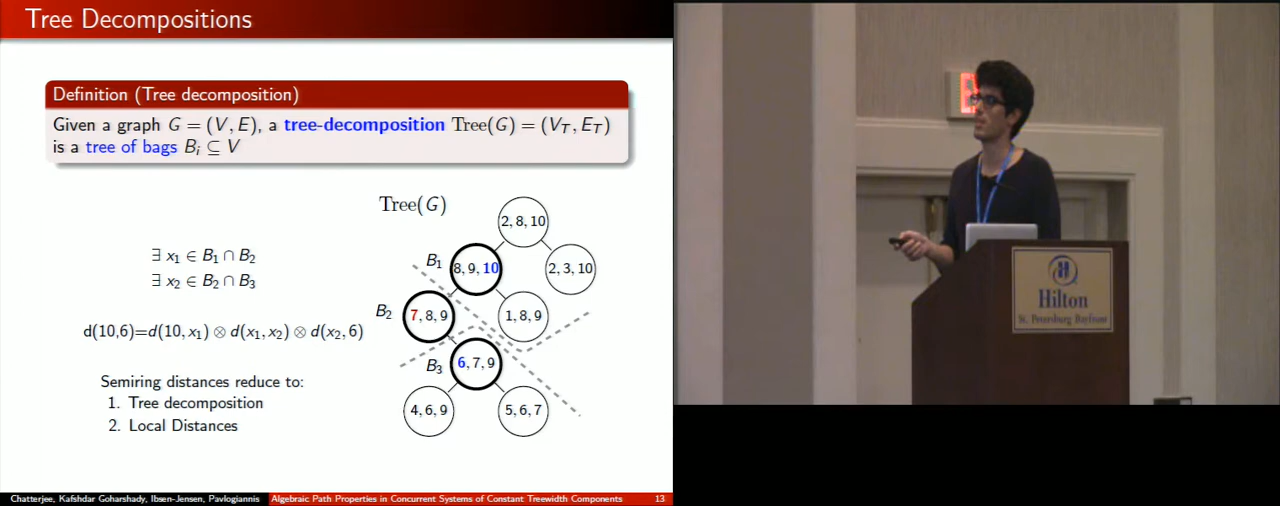 Tree Decompositions
Definition (Tree decomposition)
Given a graph G = (V, E), a tree-decomposition Tree(G) = (V_T, E_T)
is a tree of bags B_i ⊆ V
Tree(G)
2, 8, 10
B_1
8, 9, 10
2, 3, 10
B_2
7, 8, 9
1, 8, 9
B_3
6, 7, 9
4, 6, 9
5, 6, 7
∃ x_1 ∈ B_1 ∩ B_2
∃ x_2 ∈ B_2 ∩ B_3
d(10,6)=d(10, x_1) ⊗ d(x_1, x_2) ⊗ d(x_2, 6)
Semiring distances reduce to:
1. Tree decomposition
2. Local Distances
Chatterjee, Kafshdar Goharshady, Ibsen-Jensen, Pavlogiannis
Algebraic Path Properties in Concurrent Systems of Constant Treewidth Components
13
Hilton
St. Petersburg Bayfront